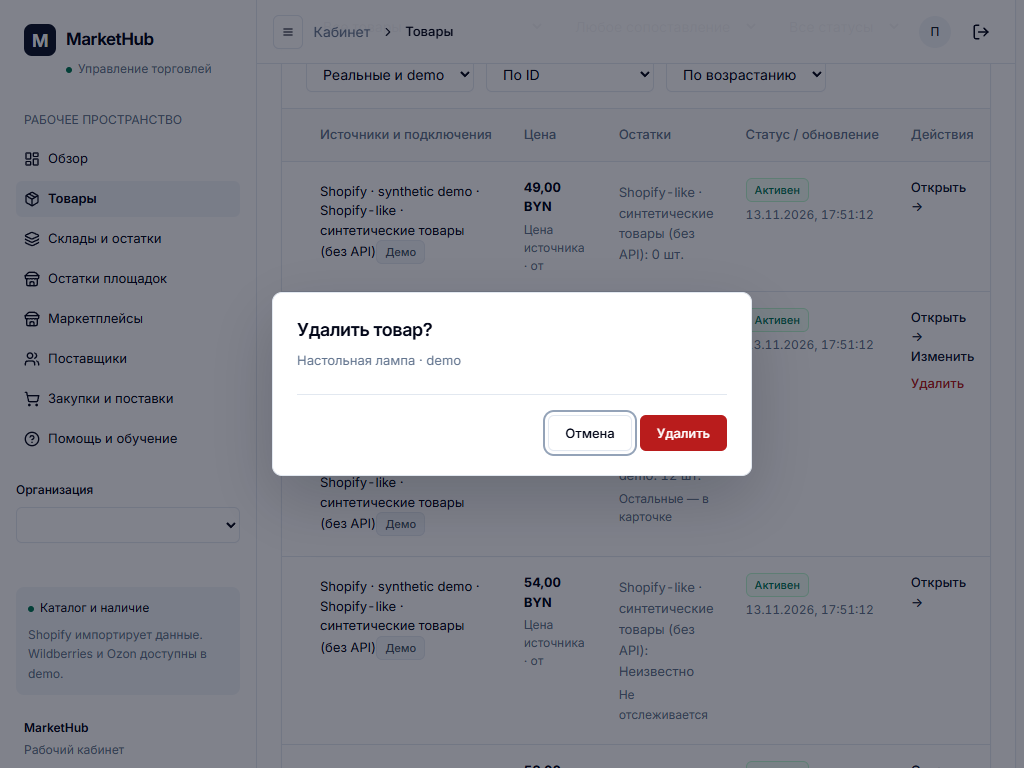 M MarketHub
Управление торговлей
РАБОЧЕЕ ПРОСТРАНСТВО
Обзор
Товары
Склады и остатки
Остатки площадок
Маркетплейсы
Поставщики
Закупки и поставки
Помощь и обучение
Организация
Каталог и наличие
Shopify импортирует данные.
Wildberries и Ozon доступны в
demo.
MarketHub
Рабочий кабинет
Кабинет > Товары
П
Реальные и demo
По ID
По возрастанию
Источники и подключения Цена Остатки Статус / обновление Действия
Shopify · synthetic demo ·
Shopify-like ·
синтетические товары
(без API) Демо
49,00
BYN
Цена
источника
· от
Shopify-like ·
синтетические
товары (без
API): 0 шт.
Активен
13.11.2026, 17:51:12
Открыть
→
Активен
13.11.2026, 17:51:12
Открыть
→
Изменить
Удалить
Удалить товар?
Настольная лампа · demo
Отмена
Удалить
Shopify-like ·
синтетические товары
(без API) Демо
demo: 12 шт.
Остальные — в
карточке
Shopify · synthetic demo ·
Shopify-like ·
синтетические товары
(без API) Демо
54,00
BYN
Цена
источника
· от
Shopify-like ·
синтетические
товары (без
API):
Неизвестно
Не
отслеживается
Активен
13.11.2026, 17:51:12
Открыть
→